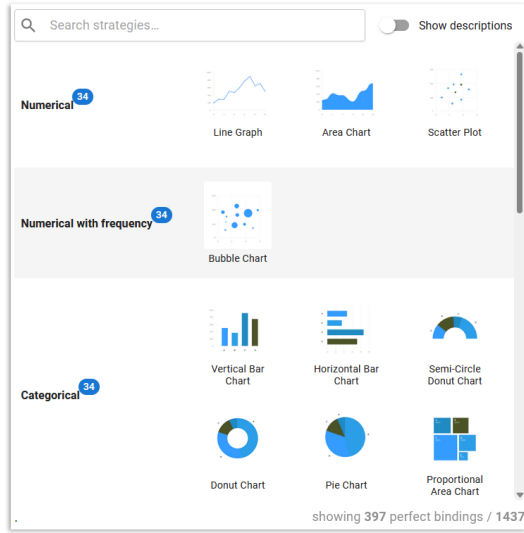 Search strategies…
Show descriptions
Numerical 34
Line Graph
Area Chart
Scatter Plot
Numerical with frequency 34
Bubble Chart
Categorical 34
Vertical Bar
Chart
Horizontal Bar
Chart
Semi-Circle
Donut Chart
Donut Chart
Pie Chart
Proportional
Area Chart
.
showing 397 perfect bindings / 1437